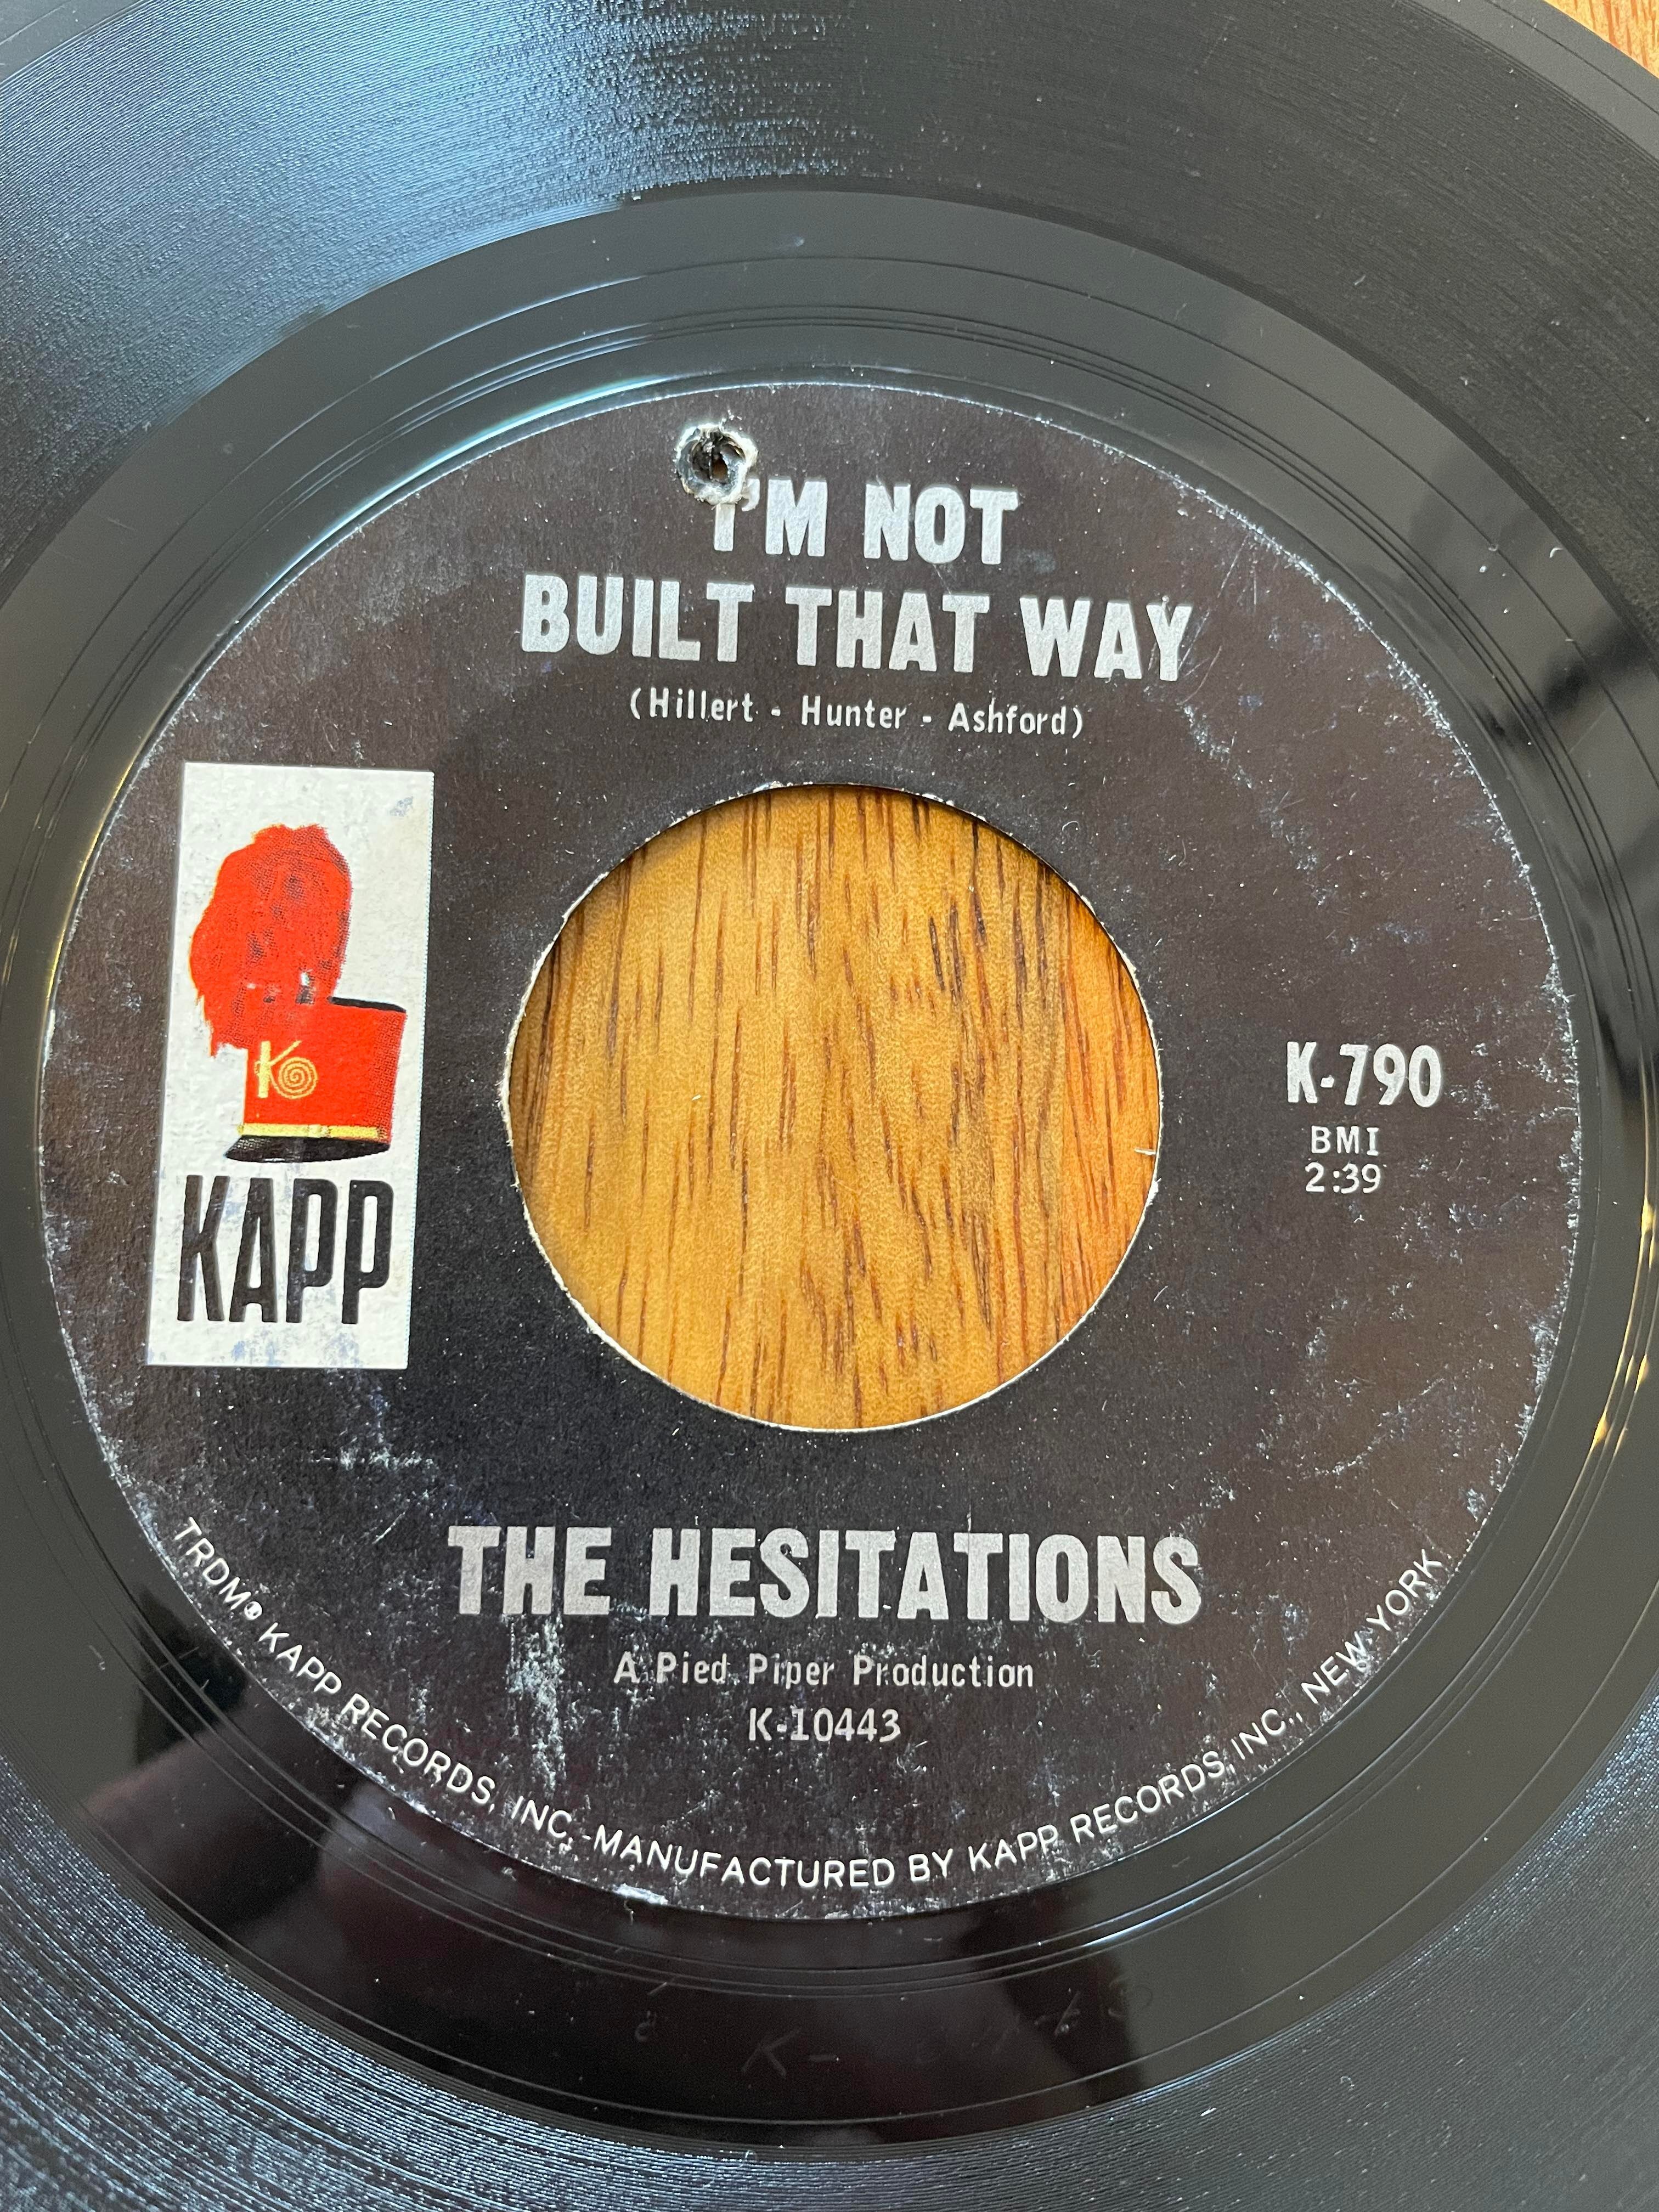 I'M NOT
BUILT THAT WAY
(Hillert - Hunter - Ashford)
K
KAPP
K-790
BMI
2:39
THE HESITATIONS
A Pied Piper Production
K-10443
TRDM® KAPP RECORDS, INC.-MANUFACTURED BY KAPP RECORDS, INC., NEW YORK